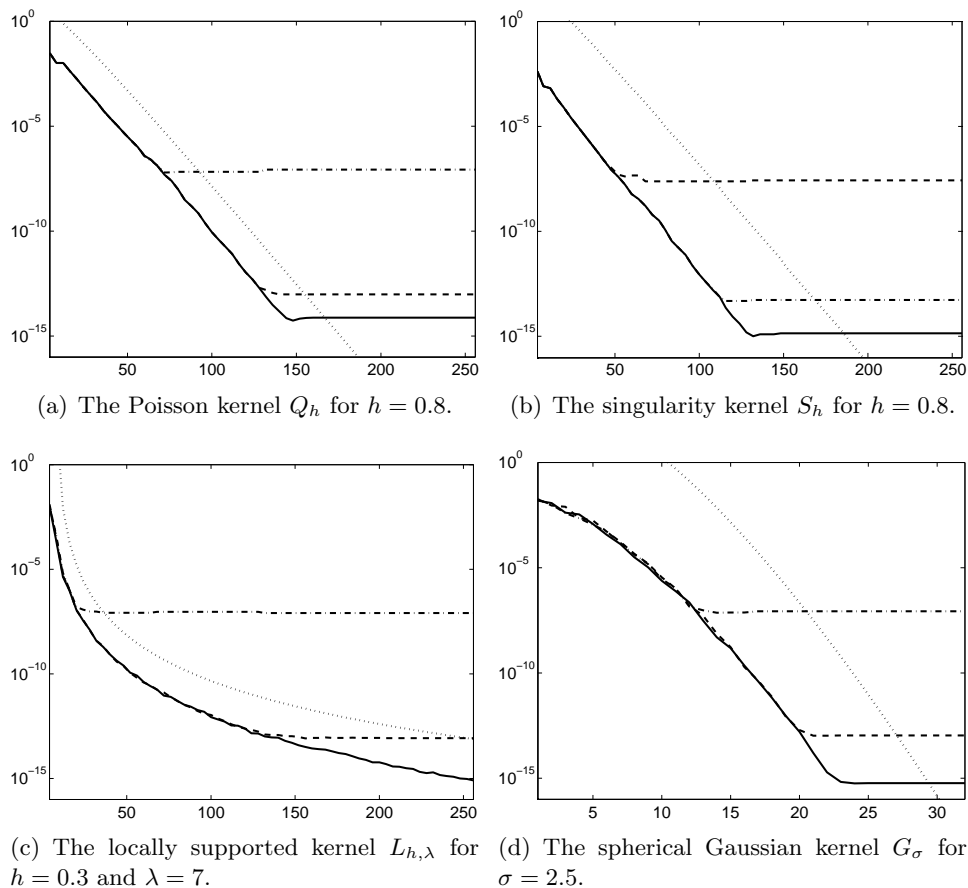 10^0
10^-5
10^-10
10^-15
50 100 150 200 250
(a) The Poisson kernel Q_h for h = 0.8.
10^0
10^-5
10^-10
10^-15
50 100 150 200 250
(b) The singularity kernel S_h for h = 0.8.
10^0
10^-5
10^-10
10^-15
50 100 150 200 250
(c) The locally supported kernel L_{h,λ} for
h = 0.3 and λ = 7.
10^0
10^-5
10^-10
10^-15
5 10 15 20 25 30
(d) The spherical Gaussian kernel G_σ for
σ = 2.5.